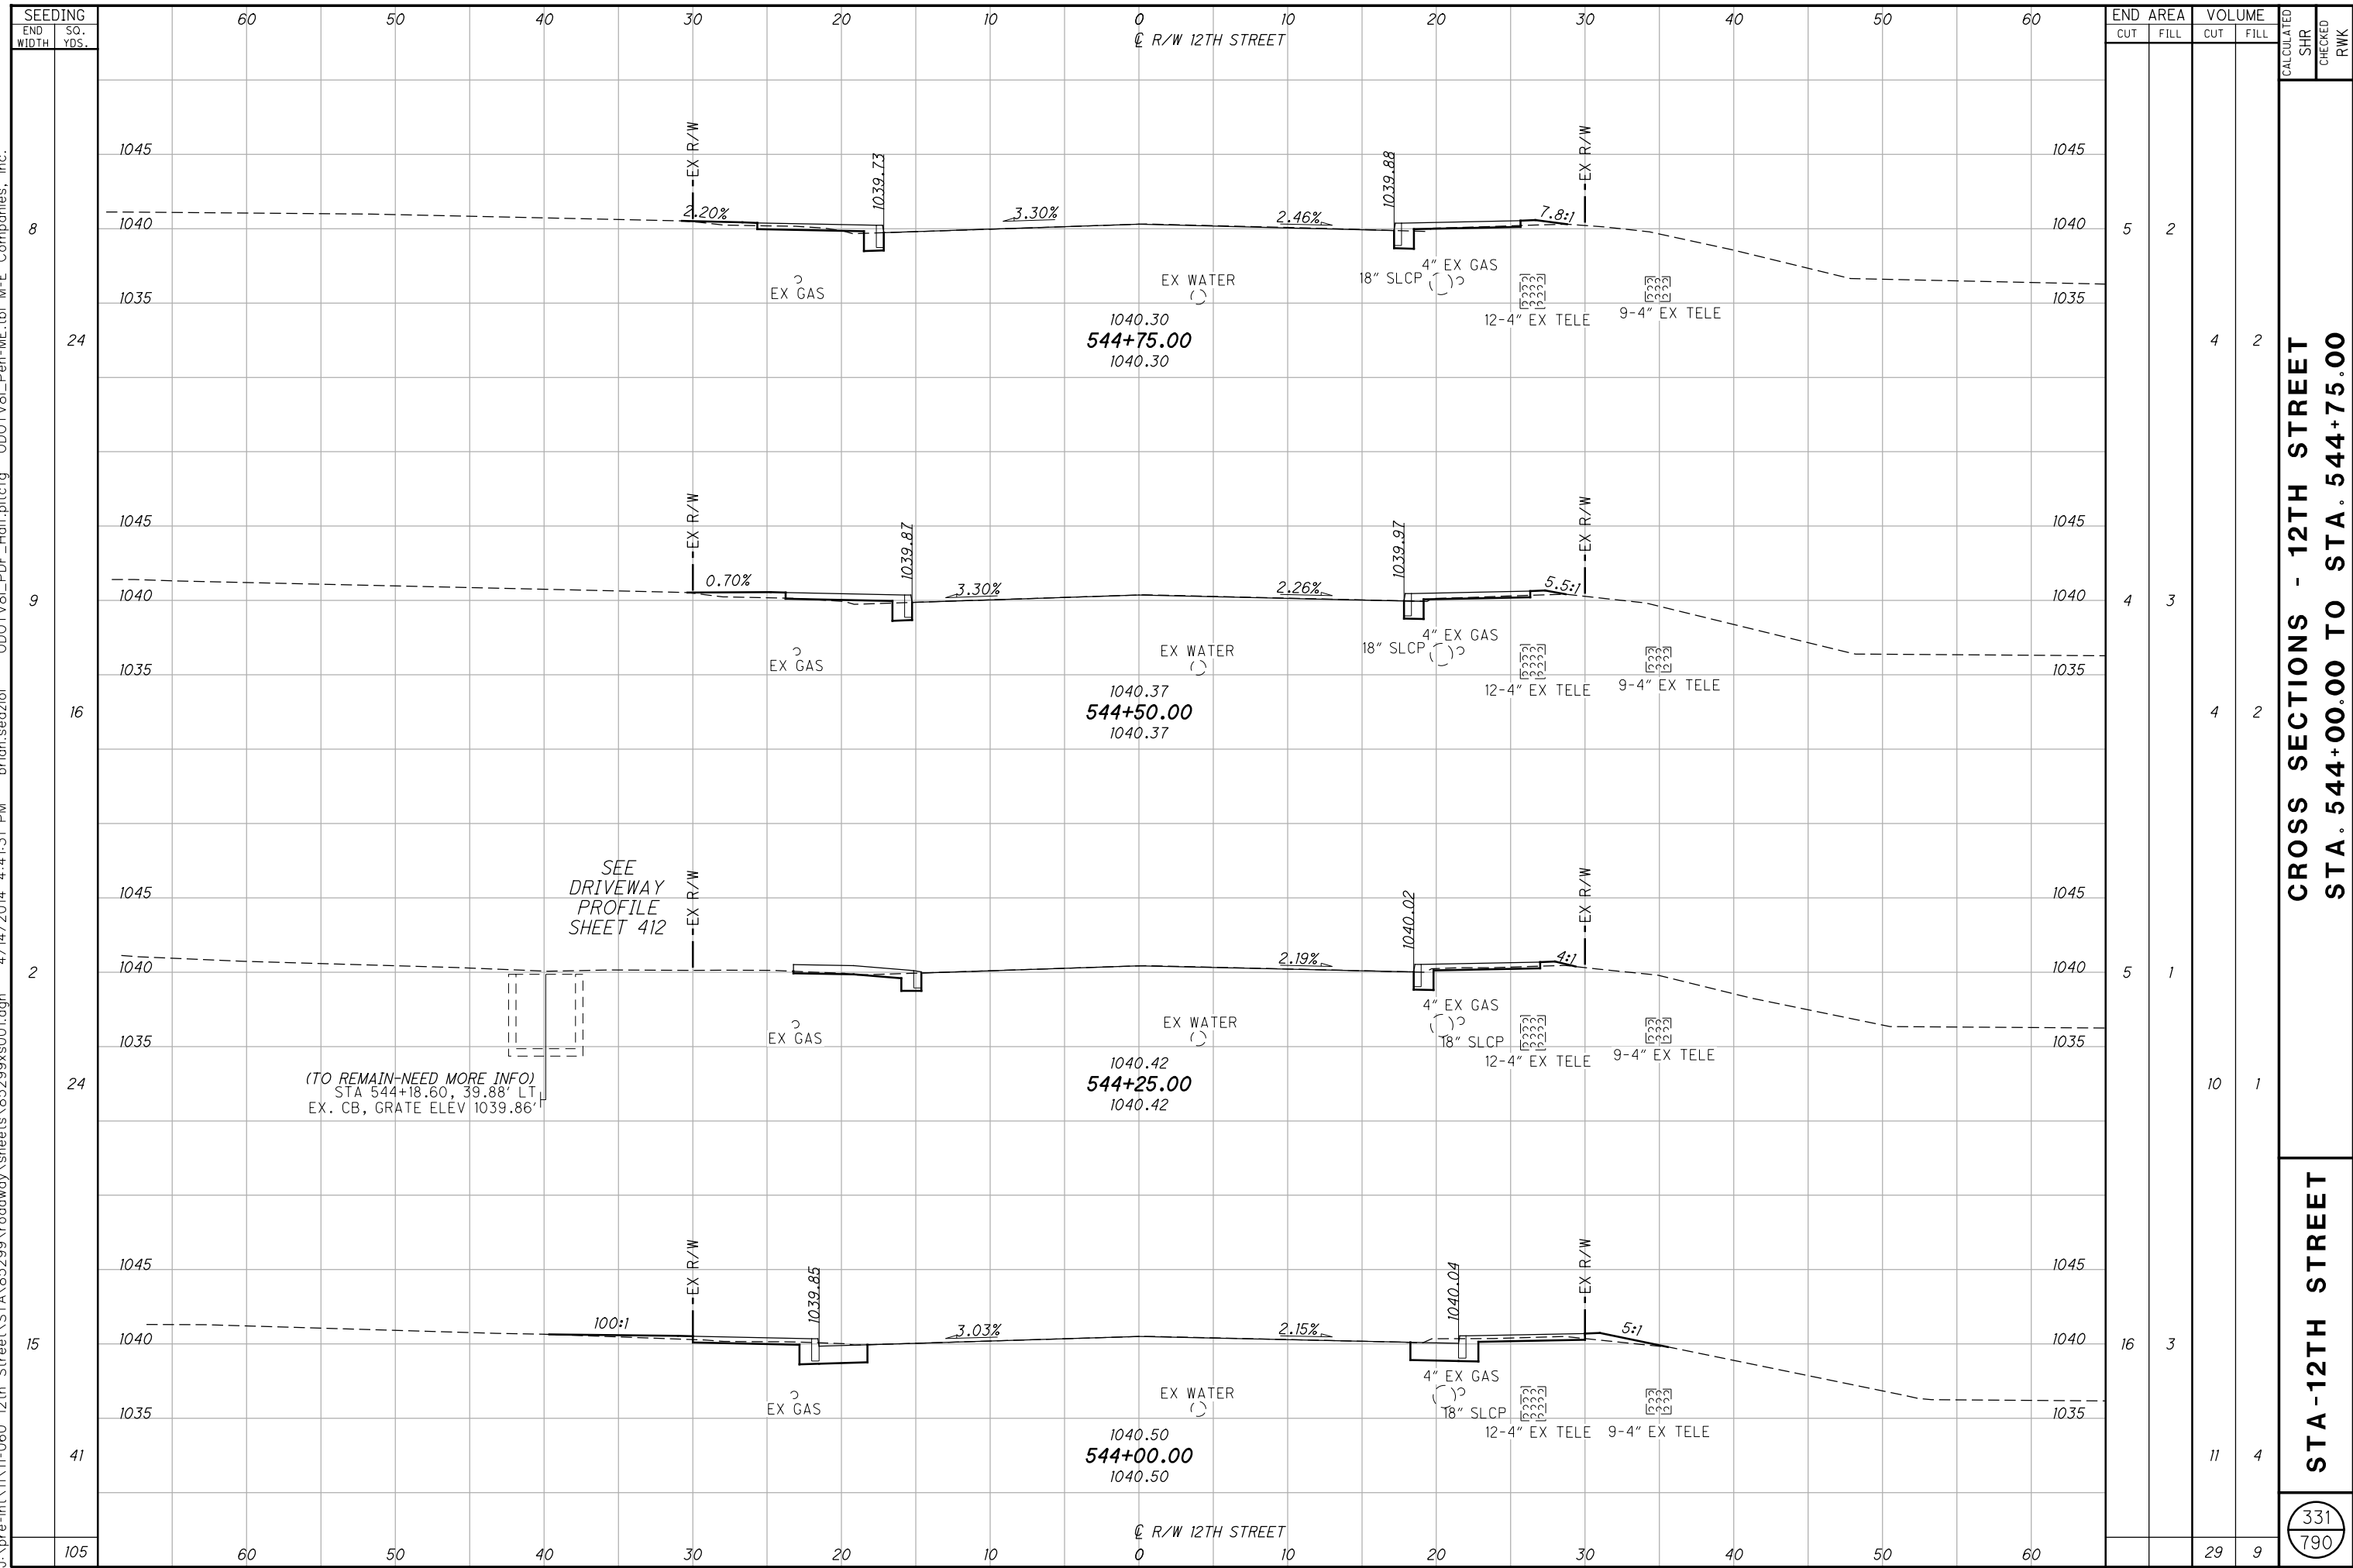 SEEDING
END WIDTH SQ. YDS.
60 50 40 30 20 10 0 10 20 30 40 50 60
℄ R/W 12TH STREET
END AREA VOLUME
CUT FILL CUT FILL
CALCULATED
SHR
CHECKED
RWK
EX R/W
1039.73
1039.88
EX R/W
1045 1045
2.20% 3.30% 2.46% 7.8:1
8 1040 1040 5 2
EX GAS
EX WATER
18" SLCP
4" EX GAS
12-4" EX TELE
9-4" EX TELE
1035 1035
1040.30
24 544+75.00 4 2
1040.30
EX R/W
1039.87
1039.97
EX R/W
1045 1045
0.70% 3.30% 2.26% 5.5:1
9 1040 1040 4 3
EX GAS
EX WATER
18" SLCP
4" EX GAS
12-4" EX TELE
9-4" EX TELE
1035 1035
1040.37
16 544+50.00 4 2
1040.37
SEE
DRIVEWAY
PROFILE
SHEET 412
EX R/W
1040.02
EX R/W
1045 1045
2.19% 4:1
2 1040 1040 5 1
EX GAS
EX WATER
4" EX GAS
18" SLCP
12-4" EX TELE
9-4" EX TELE
1035 1035
(TO REMAIN-NEED MORE INFO)
STA 544+18.60, 39.88' LT
EX. CB, GRATE ELEV 1039.86'
1040.42
24 544+25.00 10 1
1040.42
EX R/W
1039.85
1040.04
EX R/W
1045 1045
100:1 3.03% 2.15% 5:1
15 1040 1040 16 3
EX GAS
EX WATER
4" EX GAS
18" SLCP
12-4" EX TELE
9-4" EX TELE
1035 1035
1040.50
41 544+00.00 11 4
1040.50
℄ R/W 12TH STREET
105 60 50 40 30 20 10 0 10 20 30 40 50 60 29 9
CROSS SECTIONS - 12TH STREET
STA. 544+00.00 TO STA. 544+75.00
STA-12TH STREET
331
790
4/14/2014 4:41:31 PM